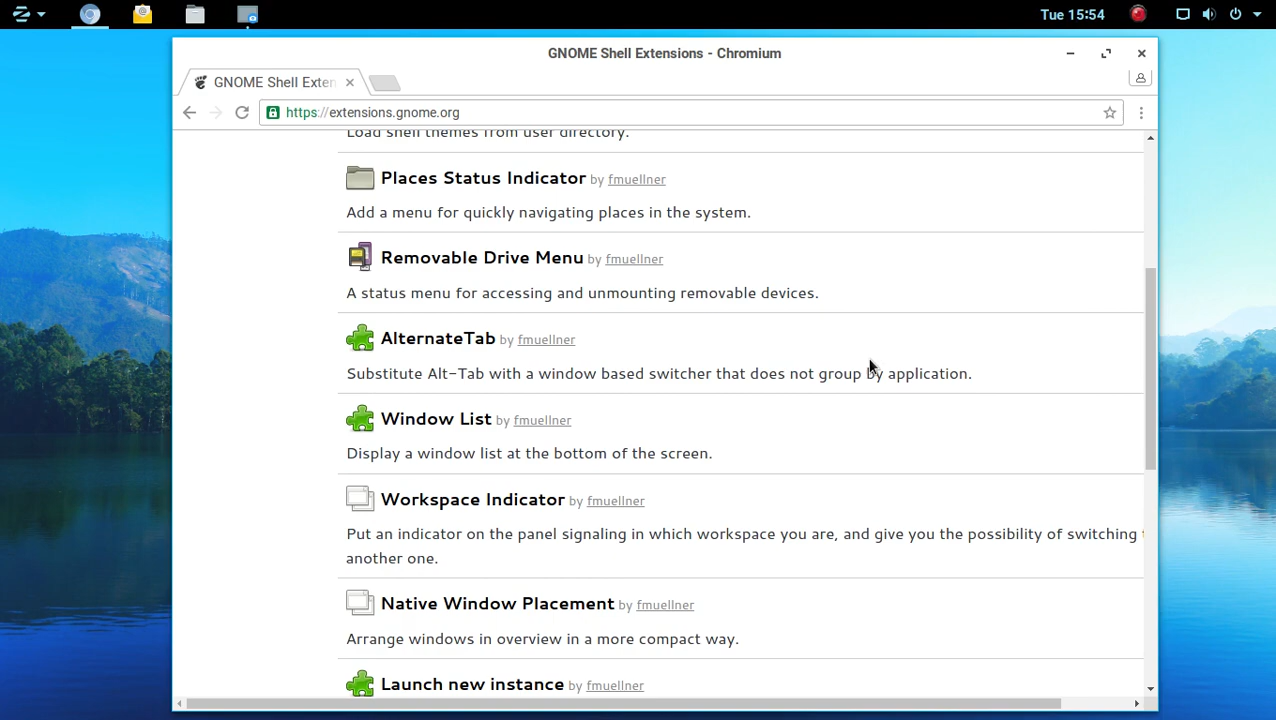 Tue 15:54
GNOME Shell Extensions - Chromium
GNOME Shell Exten
https://extensions.gnome.org
Load shell themes from user directory.
Places Status Indicator by fmuellner
Add a menu for quickly navigating places in the system.
Removable Drive Menu by fmuellner
A status menu for accessing and unmounting removable devices.
AlternateTab by fmuellner
Substitute Alt-Tab with a window based switcher that does not group by application.
Window List by fmuellner
Display a window list at the bottom of the screen.
Workspace Indicator by fmuellner
Put an indicator on the panel signaling in which workspace you are, and give you the possibility of switching
another one.
Native Window Placement by fmuellner
Arrange windows in overview in a more compact way.
Launch new instance by fmuellner